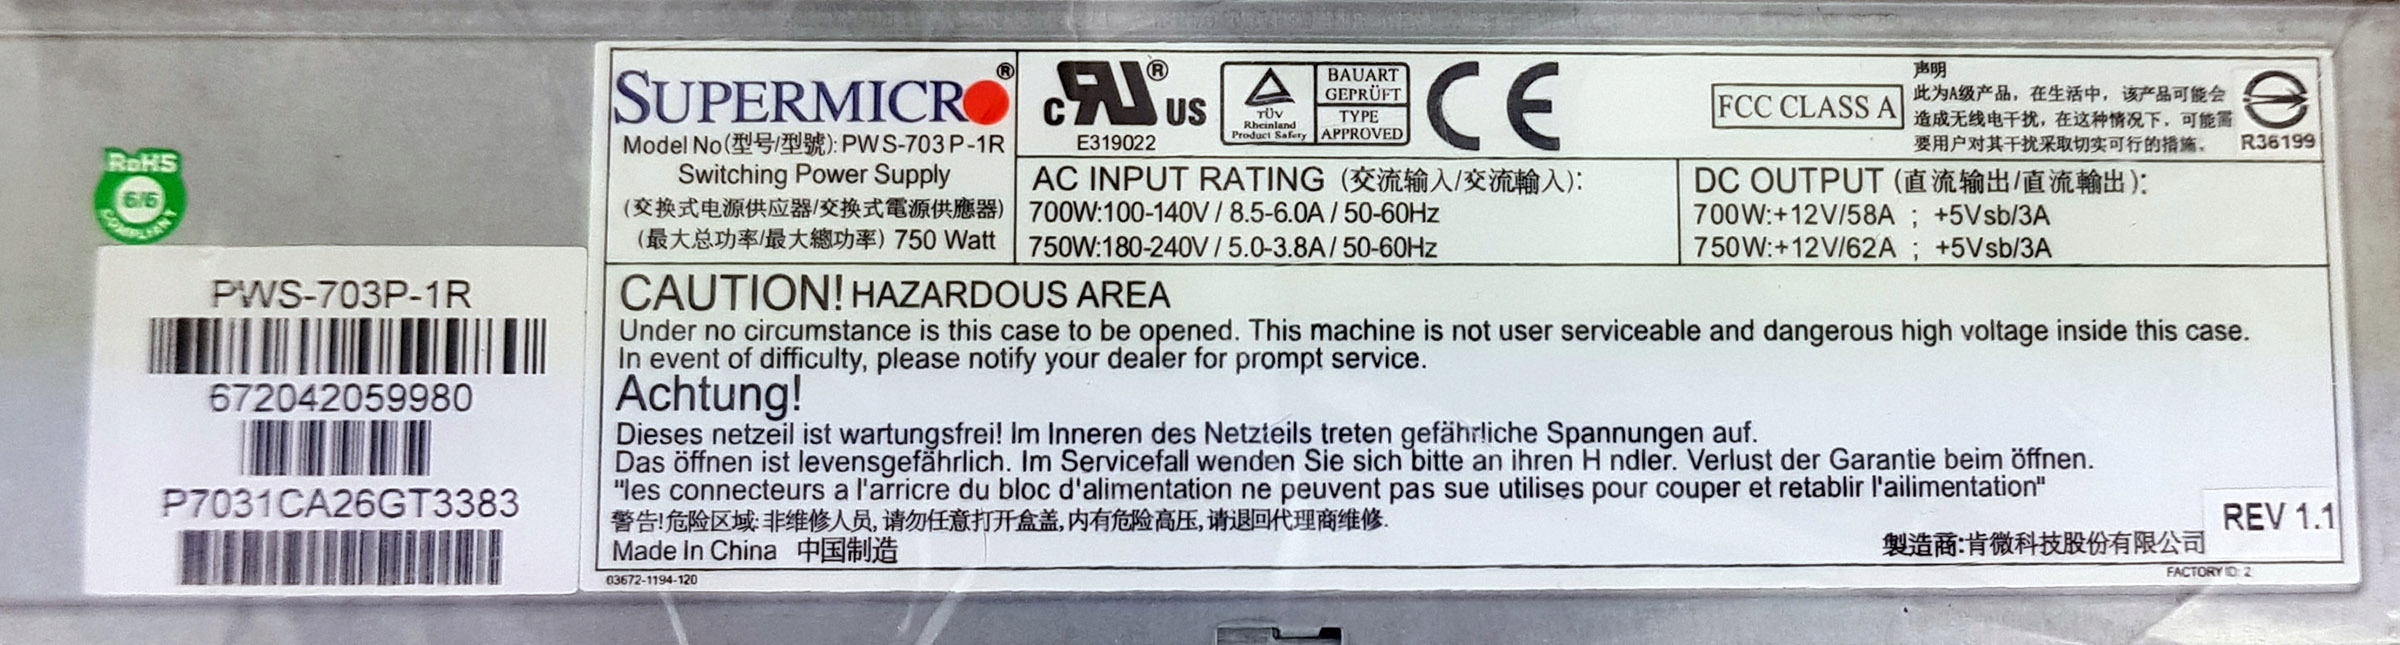 RoHS
6/6
COMPLIANT
PWS-703P-1R
672042059980
P7031CA26GT3383
SUPERMICRO®
Model No(型号/型號): PWS-703P-1R
Switching Power Supply
(交换式电源供应器/交換式電源供應器)
(最大总功率/最大總功率) 750 Watt
c RU® US
E319022
TÜV
Rheinland
Product Safety
BAUART
GEPRÜFT
TYPE
APPROVED
CE
FCC CLASS A
声明
此为A级产品，在生活中，该产品可能会
造成无线电干扰，在这种情况下，可能需
要用户对其干扰采取切实可行的措施。
R36199
AC INPUT RATING (交流输入/交流輸入):
700W:100-140V / 8.5-6.0A / 50-60Hz
750W:180-240V / 5.0-3.8A / 50-60Hz
DC OUTPUT (直流输出/直流輸出):
700W:+12V/58A ; +5Vsb/3A
750W:+12V/62A ; +5Vsb/3A
CAUTION! HAZARDOUS AREA
Under no circumstance is this case to be opened. This machine is not user serviceable and dangerous high voltage inside this case.
In event of difficulty, please notify your dealer for prompt service.
Achtung!
Dieses netzeil ist wartungsfrei! Im Inneren des Netzteils treten gefährliche Spannungen auf.
Das öffnen ist levensgefährlich. Im Servicefall wenden Sie sich bitte an ihren H ndler. Verlust der Garantie beim öffnen.
"les connecteurs a l'arricre du bloc d'alimentation ne peuvent pas sue utilises pour couper et retablir l'ailimentation"
警告!危险区域:非维修人员,请勿任意打开盒盖,内有危险高压,请退回代理商维修.
Made In China 中国制造
製造商:肯微科技股份有限公司
REV 1.1
03672-1194-120
FACTORY ID: 2